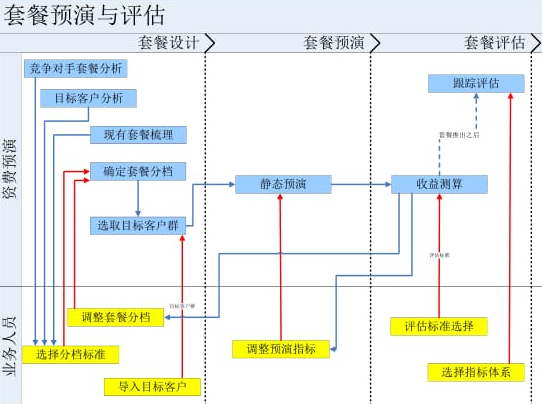 套餐预演与评估
套餐设计
套餐预演
套餐评估
资费预演
竞争对手套餐分析
目标客户分析
现有套餐梳理
确定套餐分档
选取目标客户群
静态预演
收益测算
跟踪评估
套餐推出之后
评估标准
目标客户群
业务人员
调整套餐分档
选择分档标准
导入目标客户
调整预演指标
评估标准选择
选择指标体系